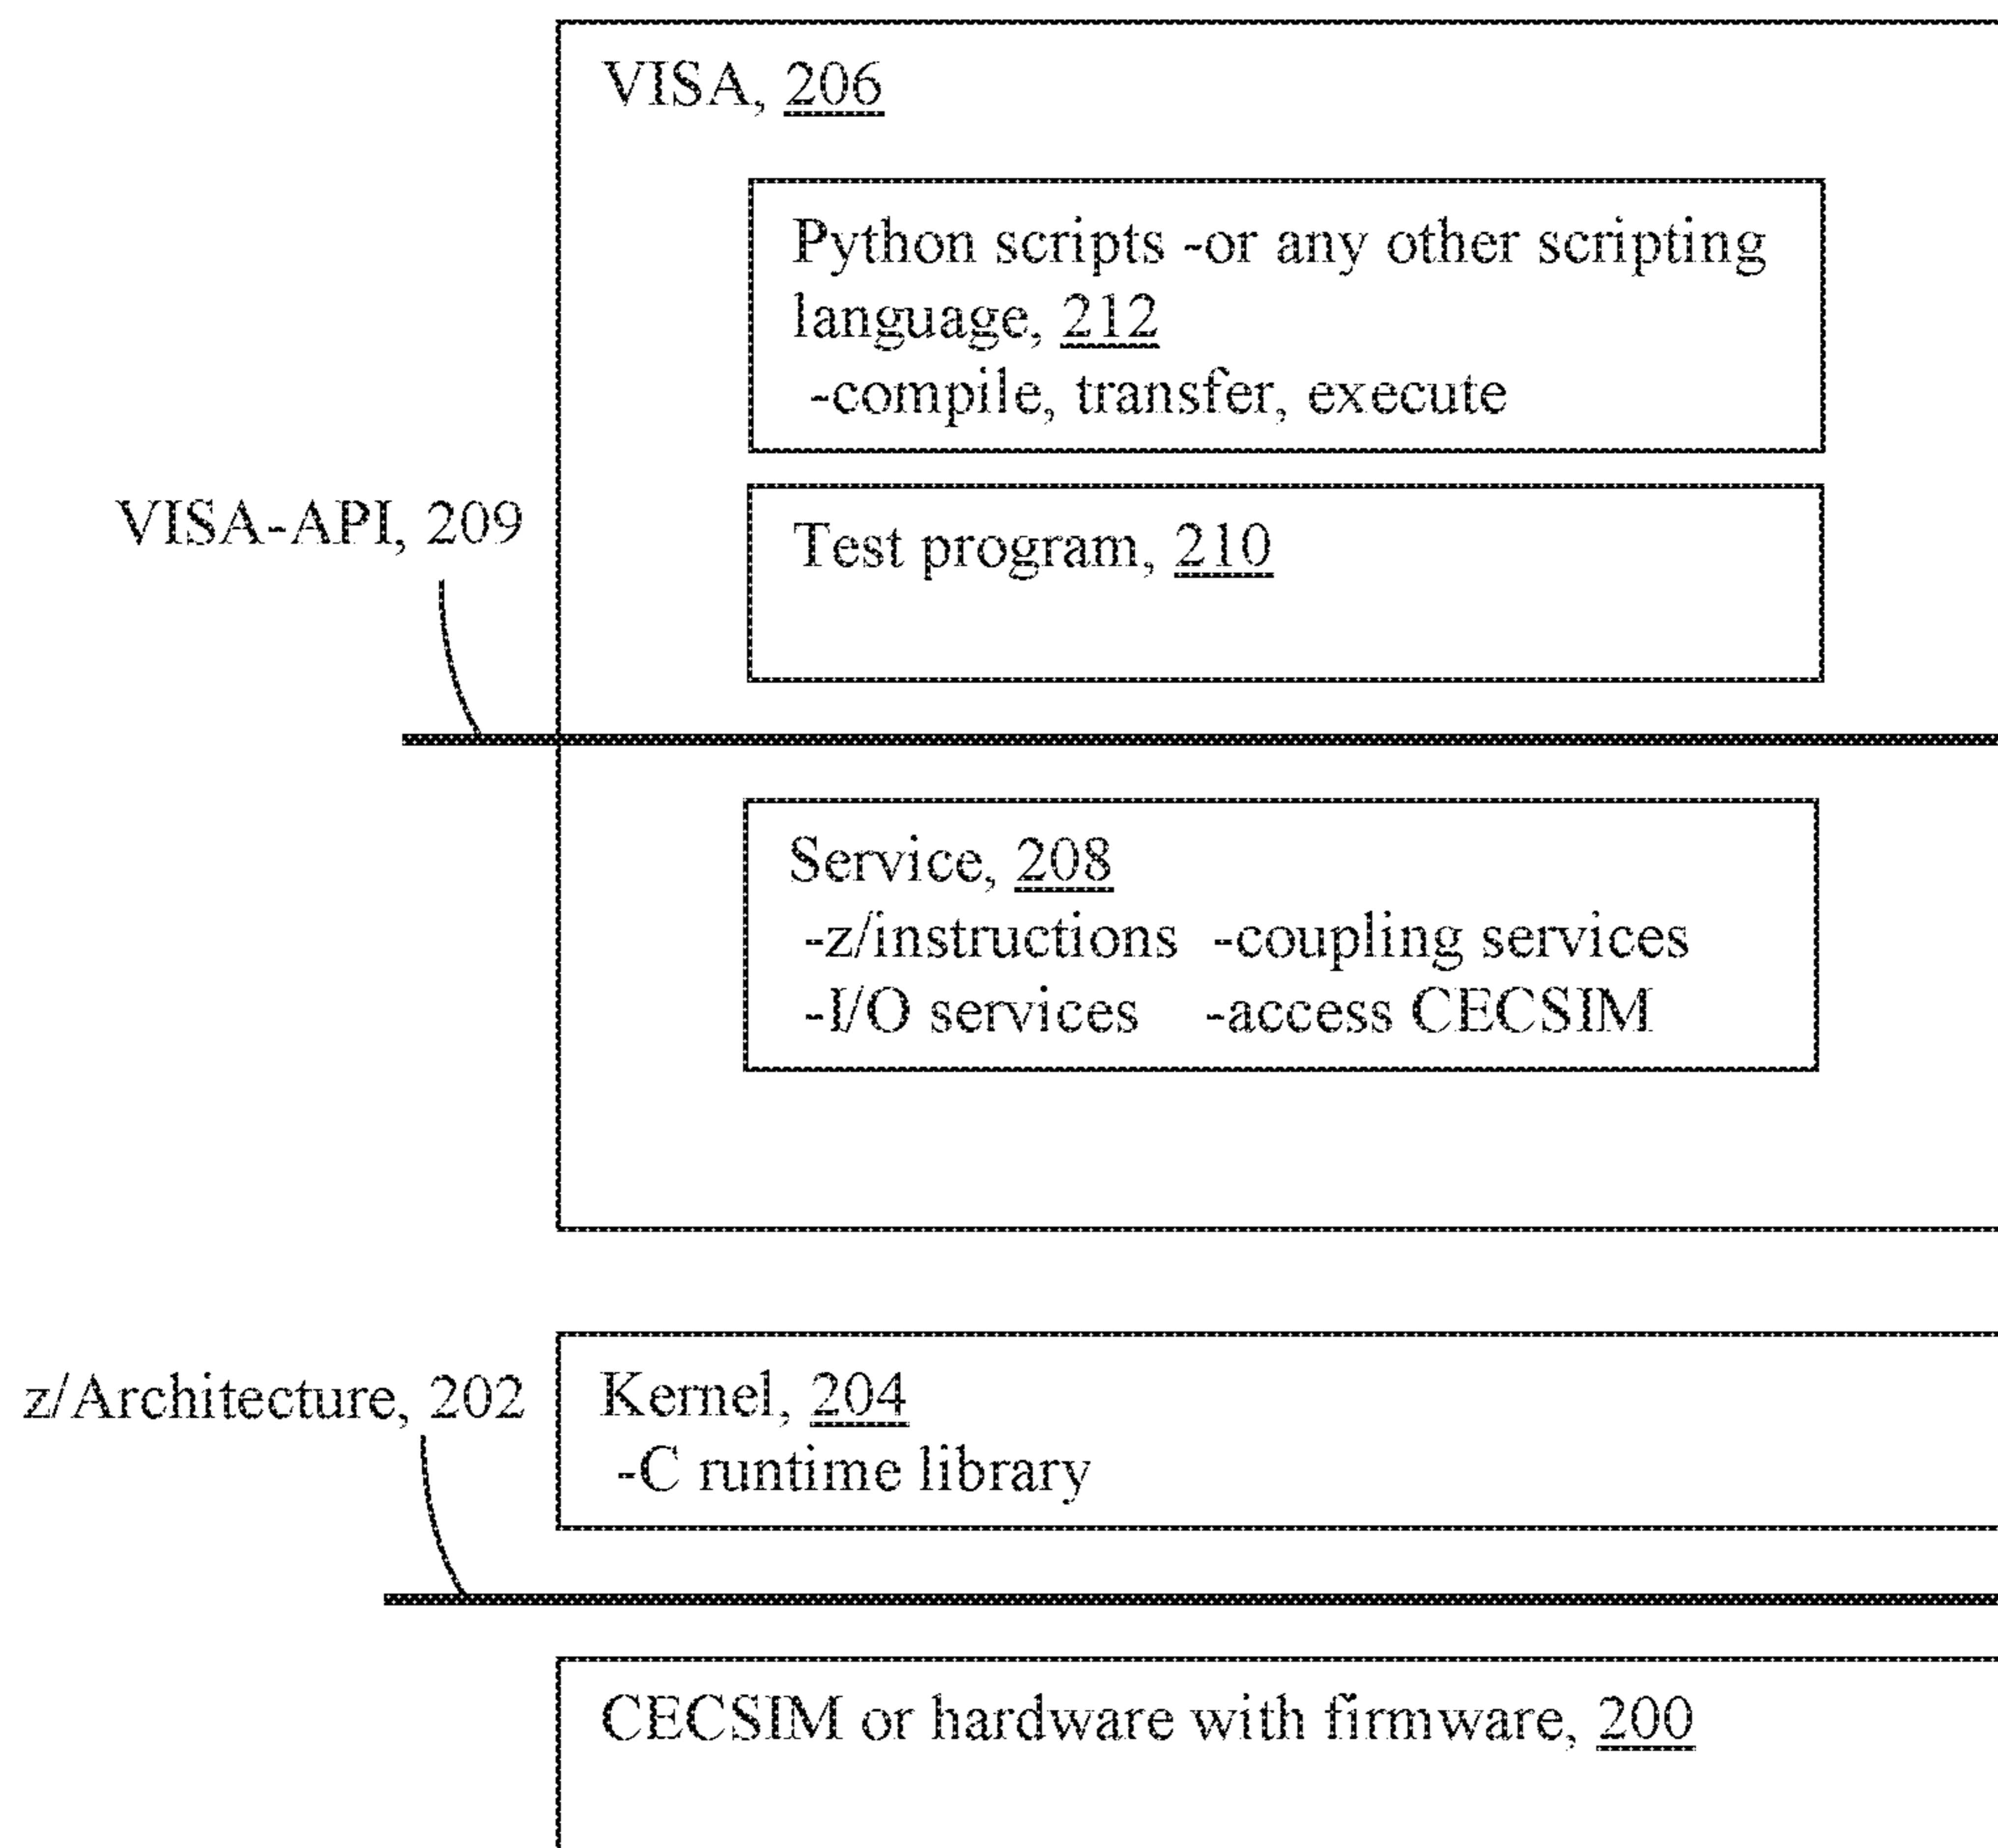 VISA, 206
Python scripts -or any other scripting
language, 212
-compile, transfer, execute
VISA-API, 209
Test program, 210
Service, 208
-z/instructions -coupling services
-I/O services -access CECSIM
z/Architecture, 202
Kernel, 204
-C runtime library
CECSIM or hardware with firmware, 200